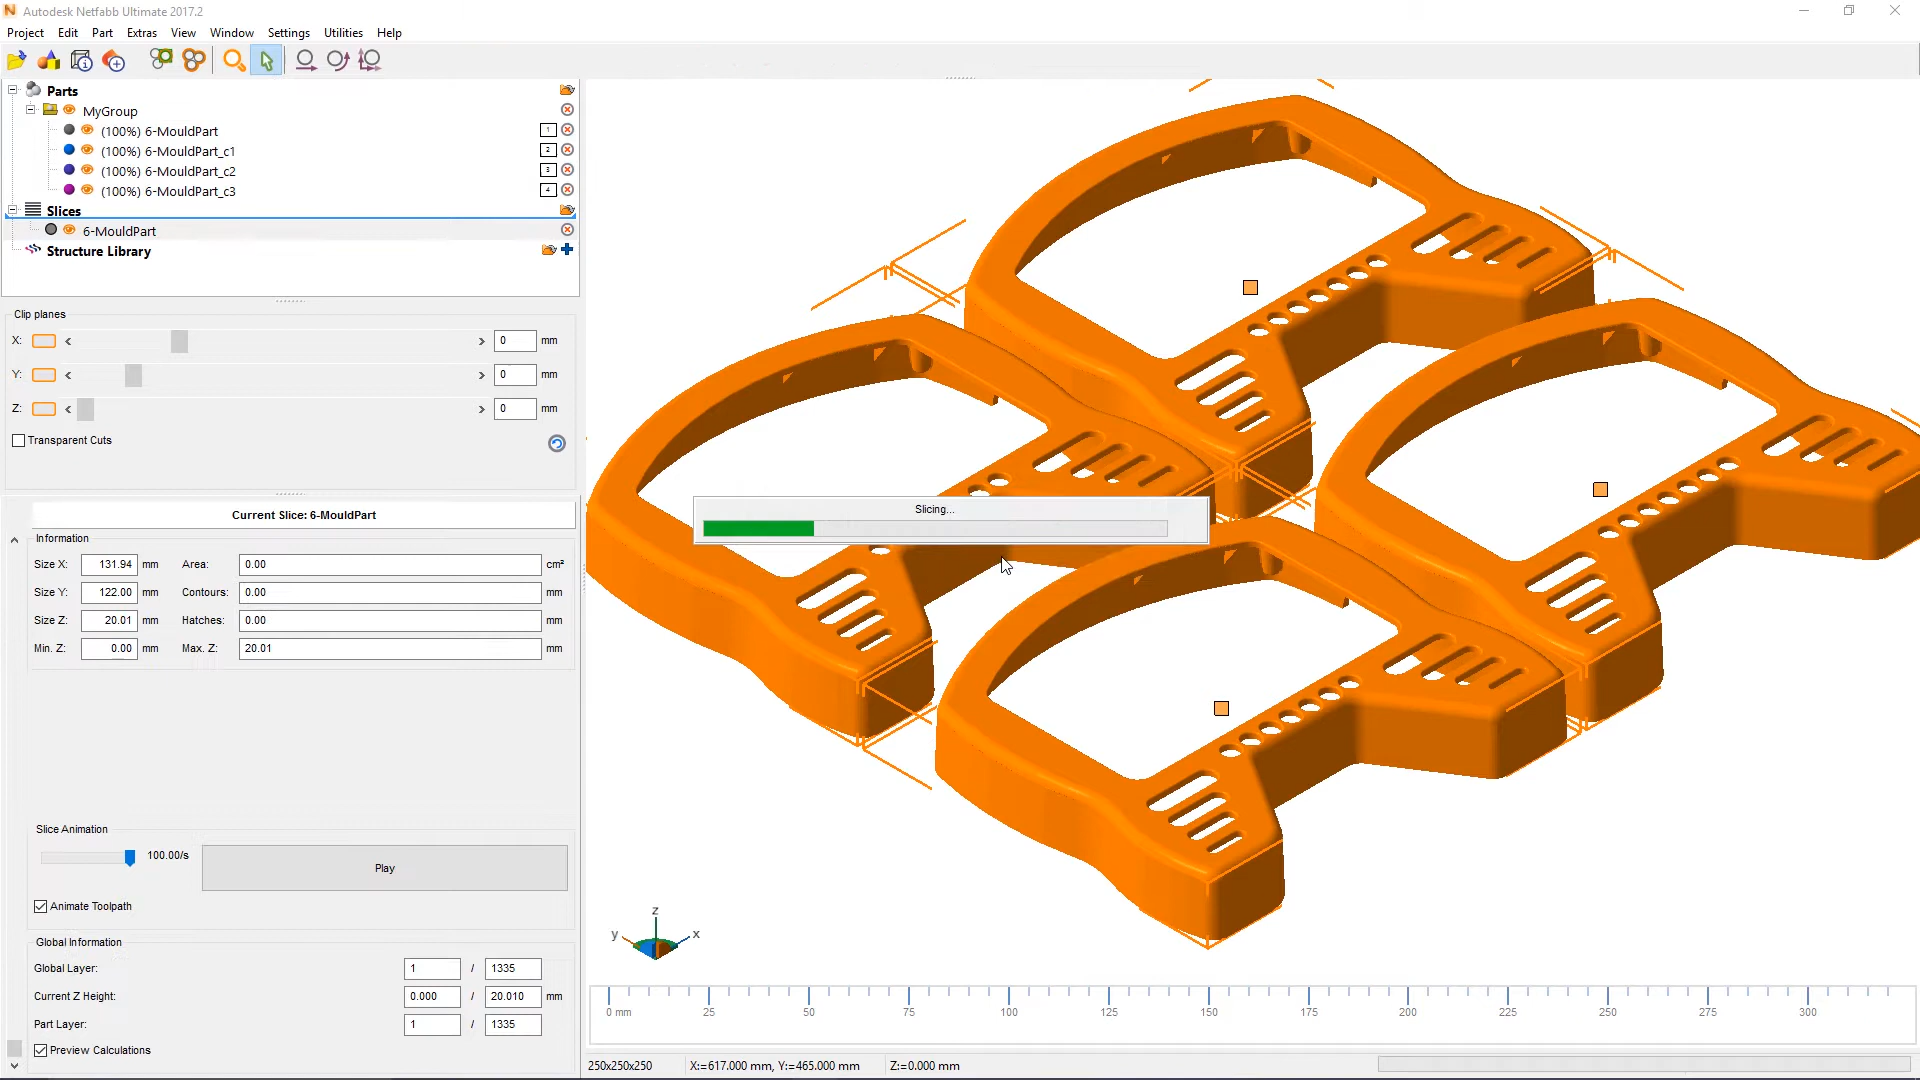 Autodesk Netfabb Ultimate 2017.2
Project Edit Part Extras View Window Settings Utilities Help
Parts
MyGroup
(100%) 6-MouldPart 1
(100%) 6-MouldPart_c1 2
(100%) 6-MouldPart_c2 3
(100%) 6-MouldPart_c3 4
Slices
6-MouldPart
Structure Library
Clip planes
X: < > 0 mm
Y: < > 0 mm
Z: < > 0 mm
Transparent Cuts
Current Slice: 6-MouldPart
Information
Size X: 131.94 mm Area: 0.00 cm²
Size Y: 122.00 mm Contours: 0.00 mm
Size Z: 20.01 mm Hatches: 0.00 mm
Min. Z: 0.00 mm Max. Z: 20.01 mm
Slice Animation
100.00/s Play
Animate Toolpath
Global Information
Global Layer: 1 / 1335
Current Z Height: 0.000 / 20.010 mm
Part Layer: 1 / 1335
Preview Calculations
Slicing...
z
y x
0 mm 25 50 75 100 125 150 175 200 225 250 275 300
250x250x250 X:=617.000 mm, Y:=465.000 mm Z:=0.000 mm